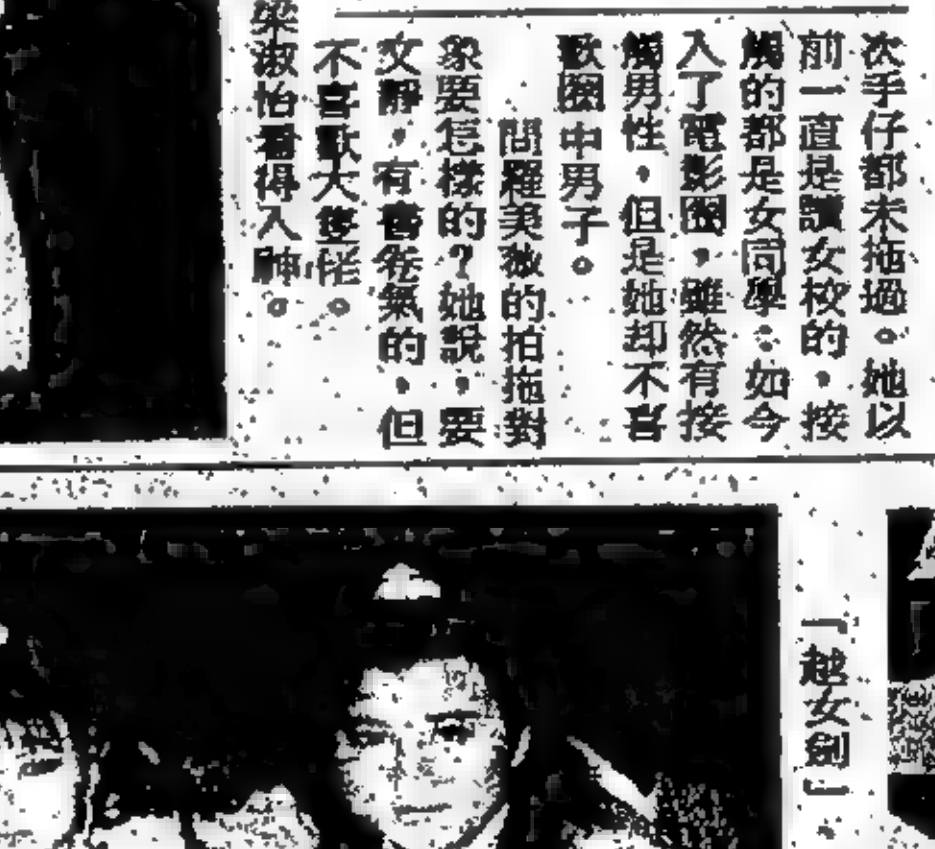 次手仔都未拖過。她以
前一直是讀女校的，接
觸的都是女同學；如今
入了電影圈，雖然有接
觸男性，但是她却不喜
歡圈中男子。
問羅美薇的拍拖對
象要怎樣的？她說，要
文靜，有書卷氣的，但
不喜歡大隻佬。
梁淑怡看得入神。
「越女劍」